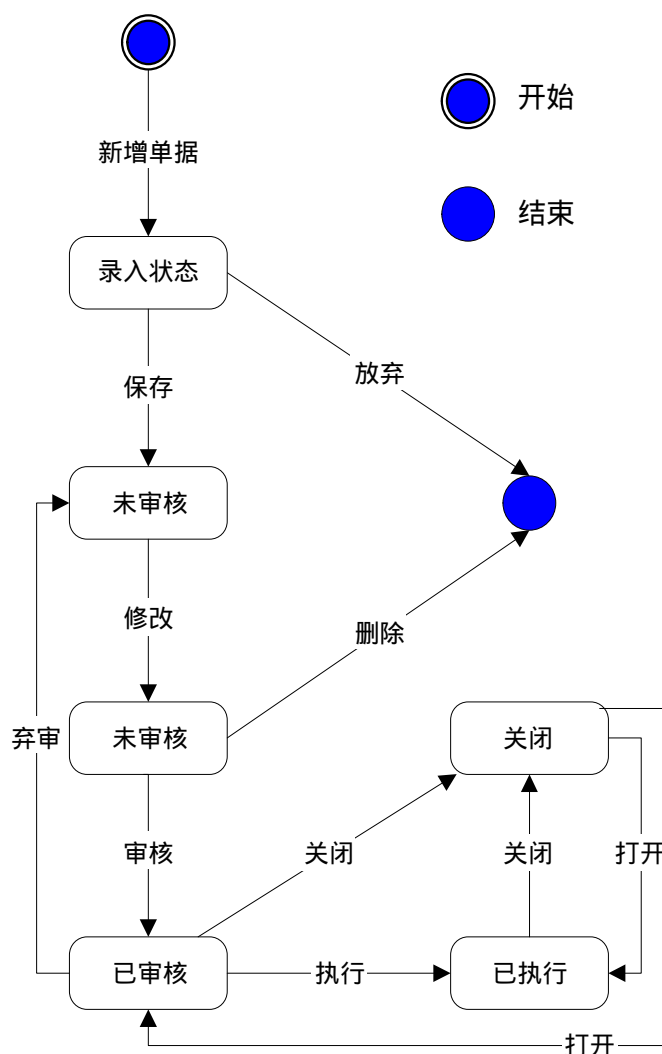 开始
新增单据
结束
录入状态
放弃
保存
未审核
修改
删除
弃审
未审核
关闭
审核
关闭
关闭
打开
已审核
执行
已执行
打开